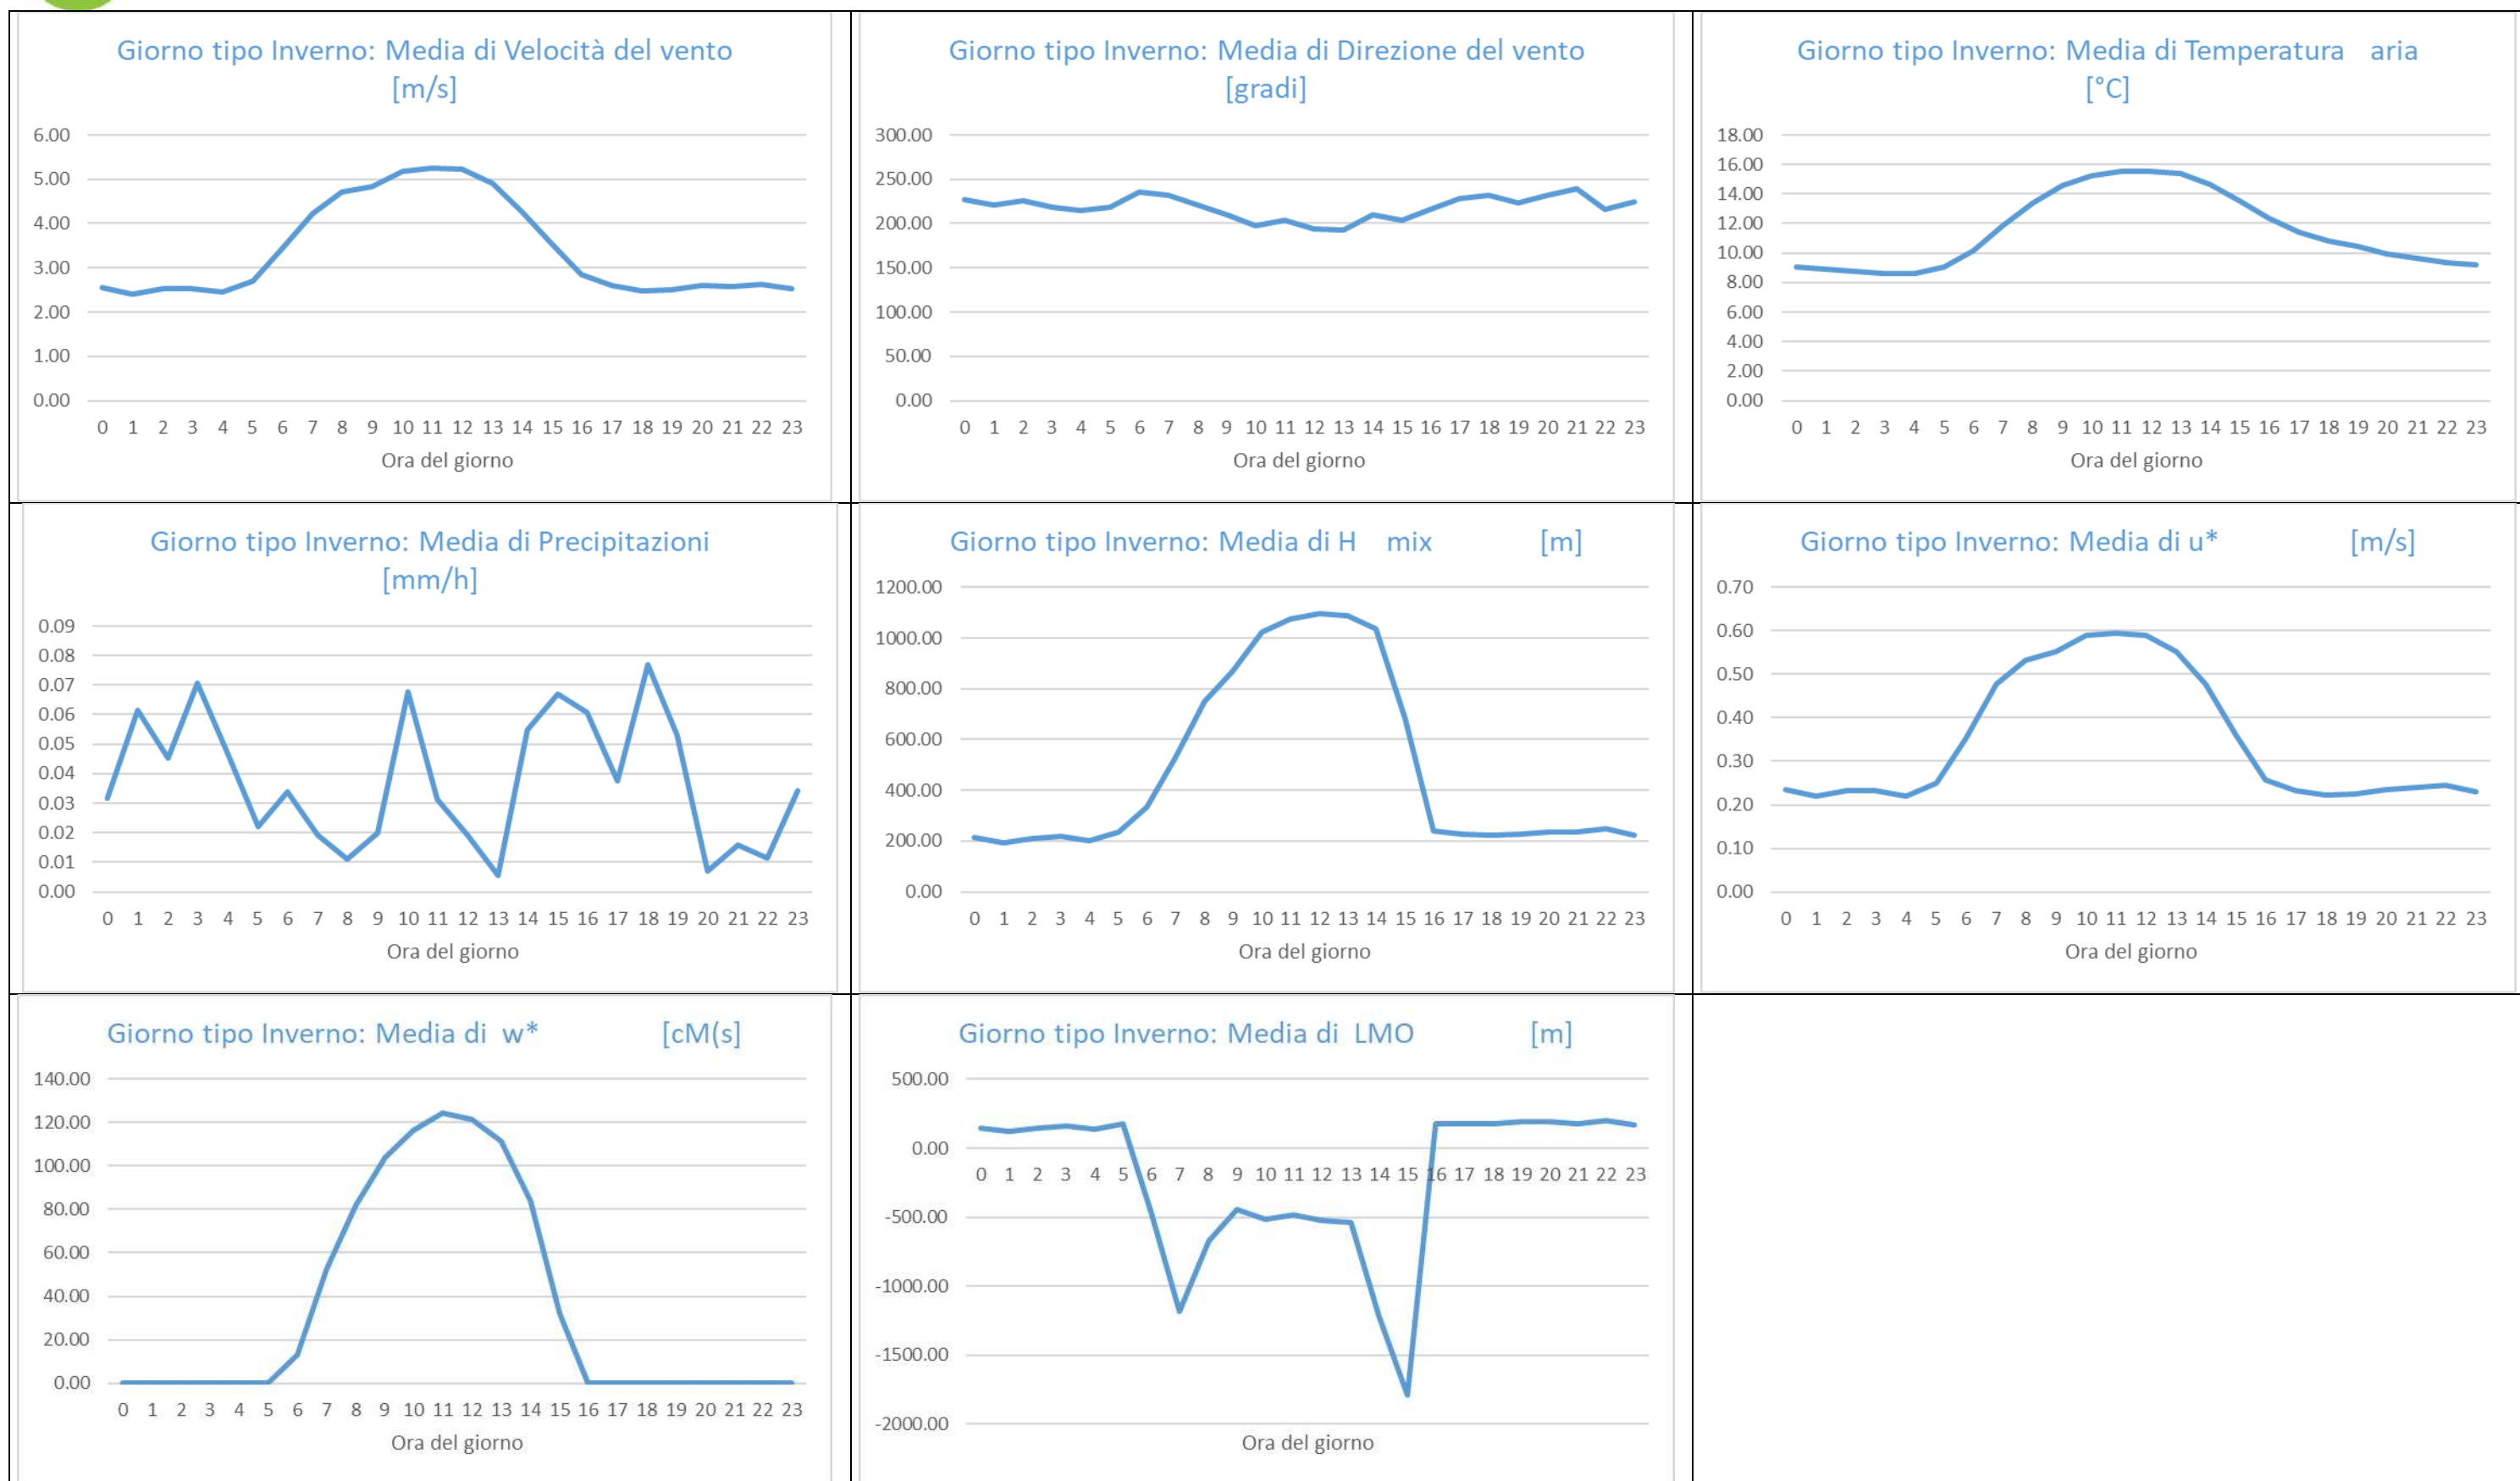 Giorno tipo Inverno: Media di Velocità del vento
[m/s]
6.00
5.00
4.00
3.00
2.00
1.00
0.00
0 1 2 3 4 5 6 7 8 9 10 11 12 13 14 15 16 17 18 19 20 21 22 23
Ora del giorno
Giorno tipo Inverno: Media di Direzione del vento
[gradi]
300.00
250.00
200.00
150.00
100.00
50.00
0.00
0 1 2 3 4 5 6 7 8 9 10 11 12 13 14 15 16 17 18 19 20 21 22 23
Ora del giorno
Giorno tipo Inverno: Media di Temperatura aria
[°C]
18.00
16.00
14.00
12.00
10.00
8.00
6.00
4.00
2.00
0.00
0 1 2 3 4 5 6 7 8 9 10 11 12 13 14 15 16 17 18 19 20 21 22 23
Ora del giorno
Giorno tipo Inverno: Media di Precipitazioni
[mm/h]
0.09
0.08
0.07
0.06
0.05
0.04
0.03
0.02
0.01
0.00
0 1 2 3 4 5 6 7 8 9 10 11 12 13 14 15 16 17 18 19 20 21 22 23
Ora del giorno
Giorno tipo Inverno: Media di H mix [m]
1200.00
1000.00
800.00
600.00
400.00
200.00
0.00
0 1 2 3 4 5 6 7 8 9 10 11 12 13 14 15 16 17 18 19 20 21 22 23
Ora del giorno
Giorno tipo Inverno: Media di u* [m/s]
0.70
0.60
0.50
0.40
0.30
0.20
0.10
0.00
0 1 2 3 4 5 6 7 8 9 10 11 12 13 14 15 16 17 18 19 20 21 22 23
Ora del giorno
Giorno tipo Inverno: Media di w* [cM(s]
140.00
120.00
100.00
80.00
60.00
40.00
20.00
0.00
0 1 2 3 4 5 6 7 8 9 10 11 12 13 14 15 16 17 18 19 20 21 22 23
Ora del giorno
Giorno tipo Inverno: Media di LMO [m]
500.00
0.00
0 1 2 3 4 5 6 7 8 9 10 11 12 13 14 15 16 17 18 19 20 21 22 23
-500.00
-1000.00
-1500.00
-2000.00
Ora del giorno